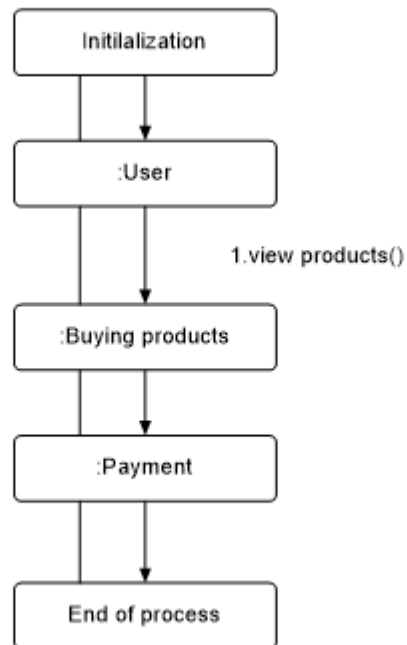 Initilalization
:User
1.view products()
:Buying products
:Payment
End of process